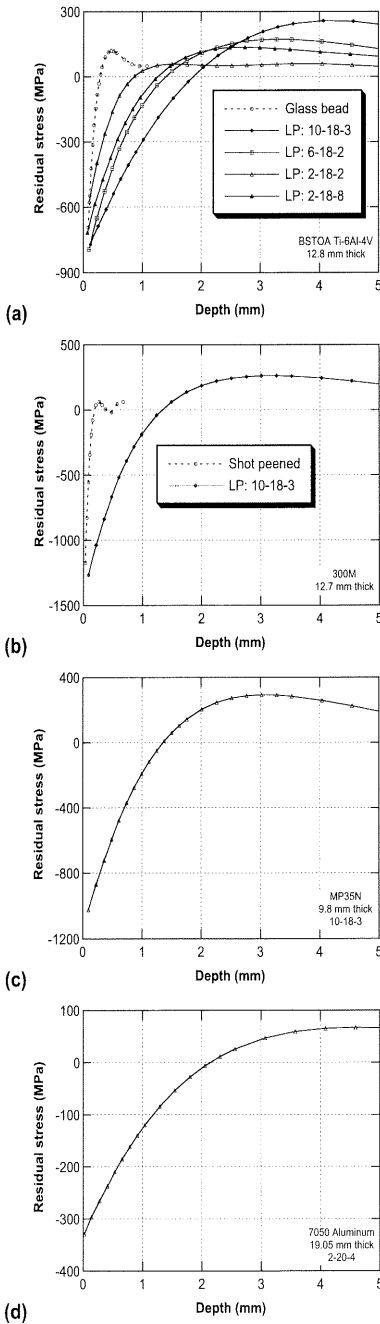 300
0
-300
-600
-900
Residual stress (MPa)
Glass bead
LP: 10-18-3
LP: 6-18-2
LP: 2-18-2
LP: 2-18-8
BSTOA Ti-6Al-4V
12.8 mm thick
0 1 2 3 4 5
Depth (mm)
(a)
500
0
-500
-1000
-1500
Residual stress (MPa)
Shot peened
LP: 10-18-3
300M
12.7 mm thick
0 1 2 3 4 5
Depth (mm)
(b)
400
0
-400
-800
-1200
Residual stress (MPa)
MP35N
9.8 mm thick
10-18-3
0 1 2 3 4 5
Depth (mm)
(c)
100
0
-100
-200
-300
-400
Residual stress (MPa)
7050 Aluminum
19.05 mm thick
2-20-4
0 1 2 3 4 5
Depth (mm)
(d)